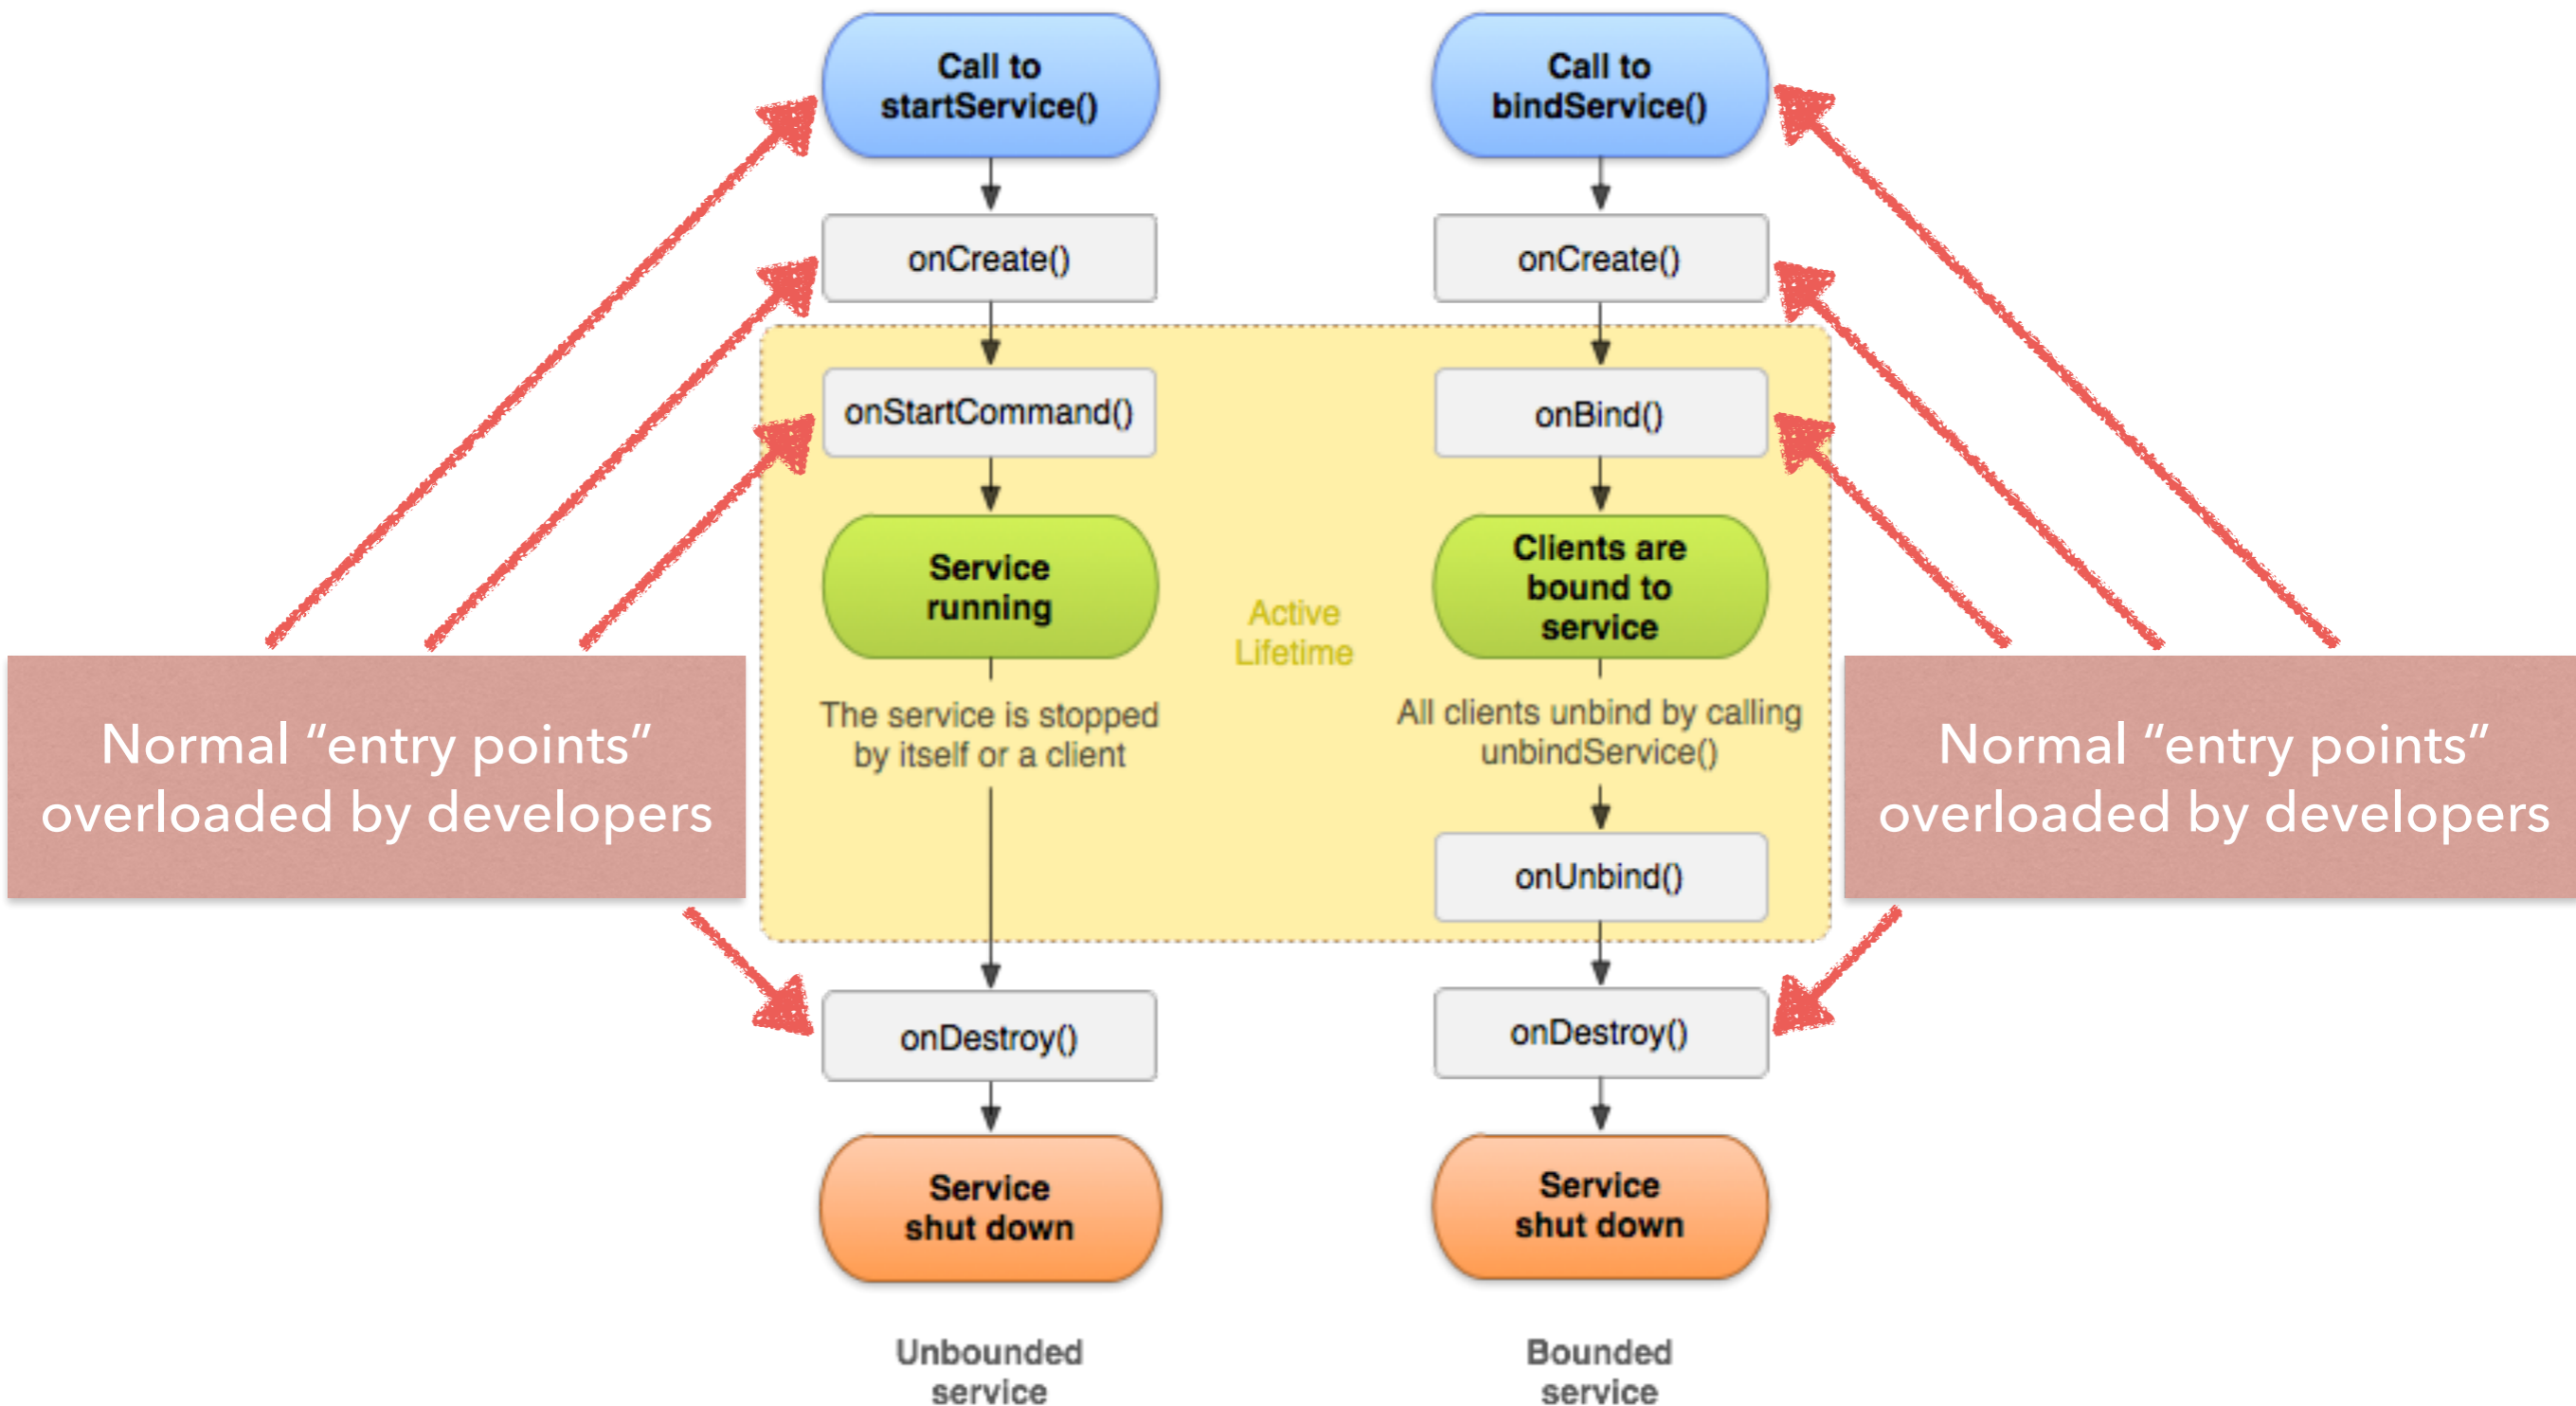 Call to
startService()
onCreate()
onStartCommand()
Service
running
The service is stopped
by itself or a client
onDestroy()
Service
shut down
Unbounded
service
Active
Lifetime
Call to
bindService()
onCreate()
onBind()
Clients are
bound to
service
All clients unbind by calling
unbindService()
onUnbind()
onDestroy()
Service
shut down
Bounded
service
Normal “entry points”
overloaded by developers
Normal “entry points”
overloaded by developers